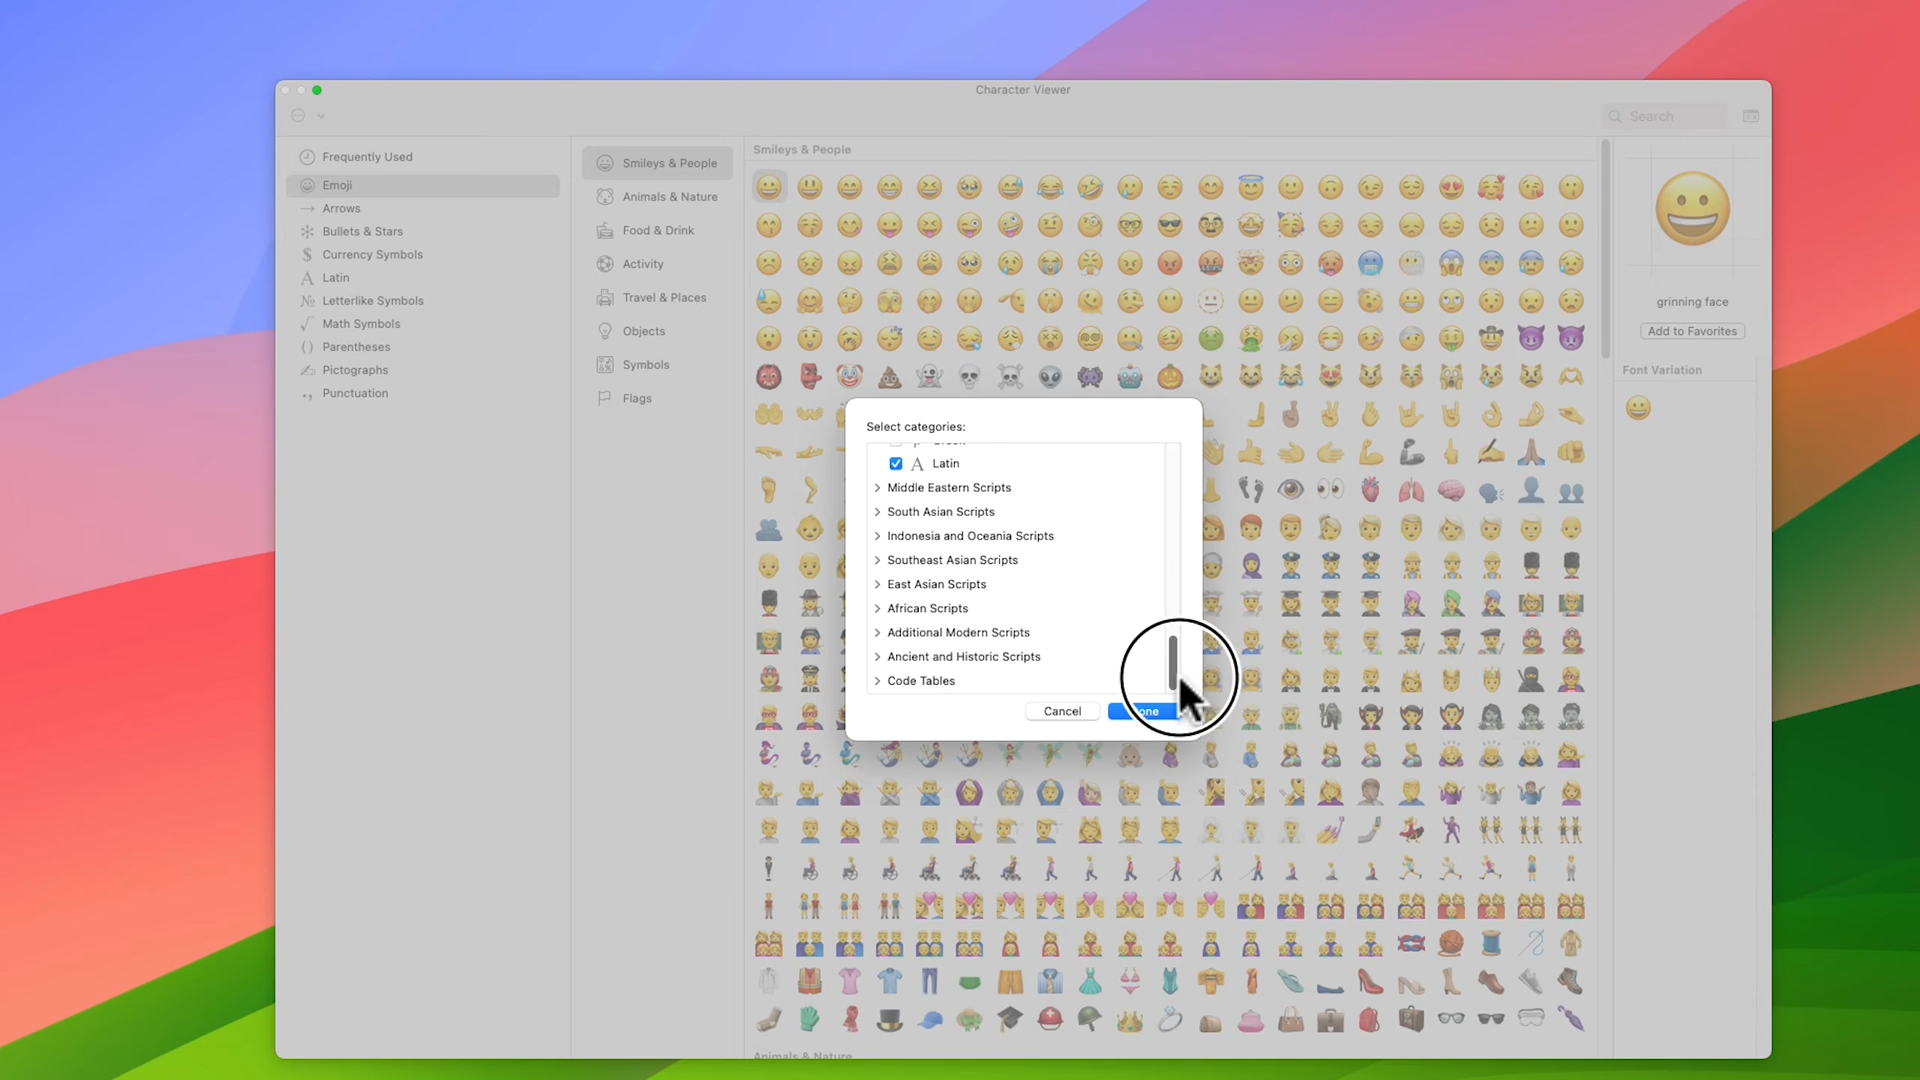 Character Viewer
Search
Frequently Used
Emoji
Arrows
Bullets & Stars
Currency Symbols
Latin
Letterlike Symbols
Math Symbols
Parentheses
Pictographs
Punctuation
Smileys & People
Animals & Nature
Food & Drink
Activity
Travel & Places
Objects
Symbols
Flags
Smileys & People
grinning face
Add to Favorites
Font Variation
Select categories:
Latin
Middle Eastern Scripts
South Asian Scripts
Indonesia and Oceania Scripts
Southeast Asian Scripts
East Asian Scripts
African Scripts
Additional Modern Scripts
Ancient and Historic Scripts
Code Tables
Cancel
Animals & Nature